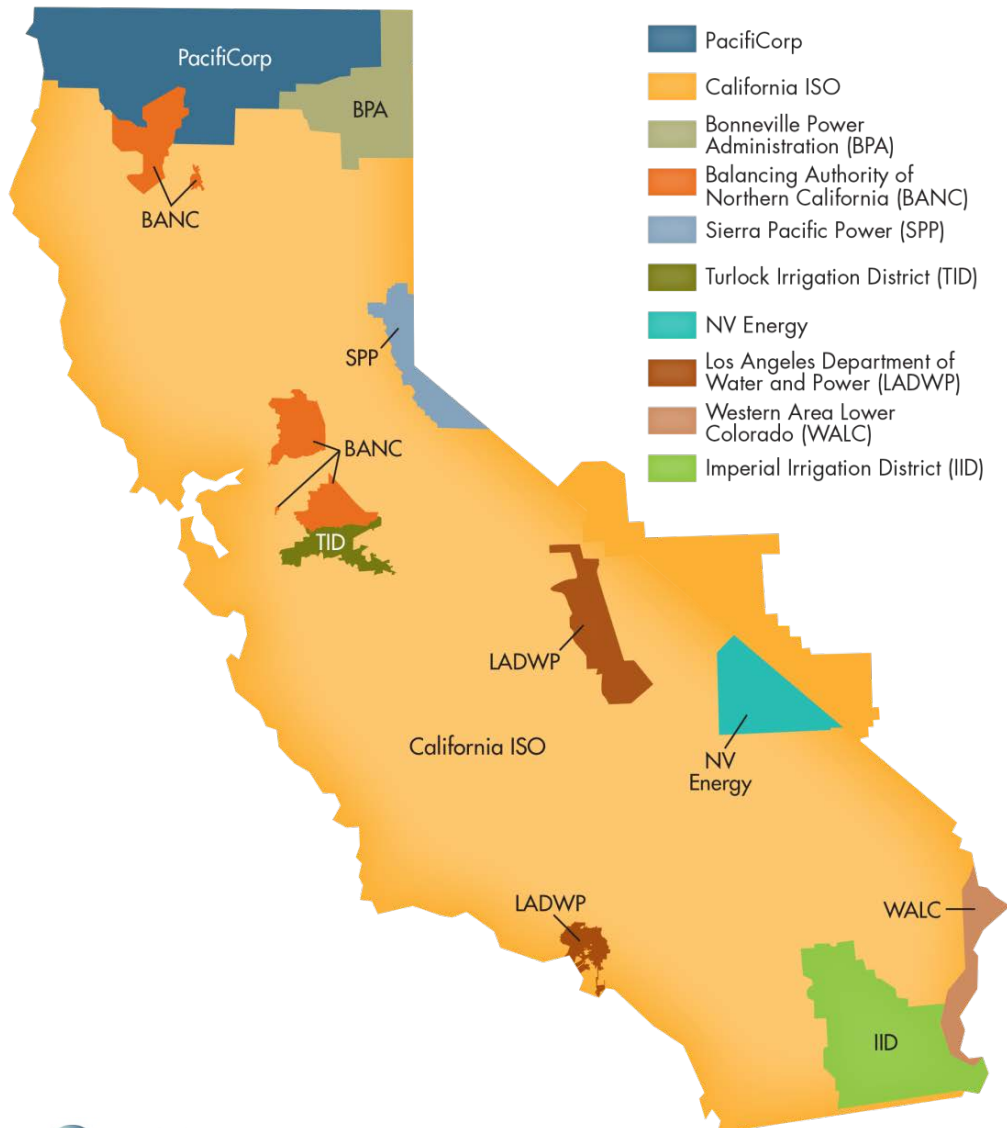 PacifiCorp
BPA
BANC
SPP
BANC
TID
LADWP
California ISO
NV
Energy
LADWP
WALC
IID
PacifiCorp
California ISO
Bonneville Power
Administration (BPA)
Balancing Authority of
Northern California (BANC)
Sierra Pacific Power (SPP)
Turlock Irrigation District (TID)
NV Energy
Los Angeles Department of
Water and Power (LADWP)
Western Area Lower
Colorado (WALC)
Imperial Irrigation District (IID)